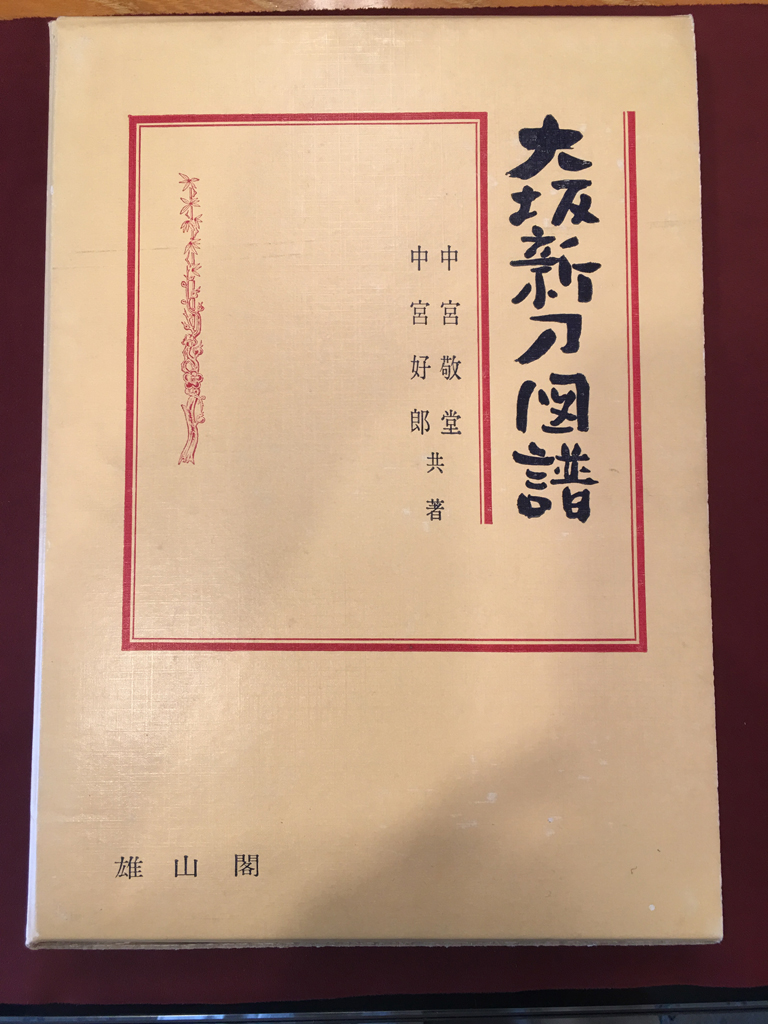 大坂新刀図譜
中宮敬堂
中宮好郎
共著
雄山閣